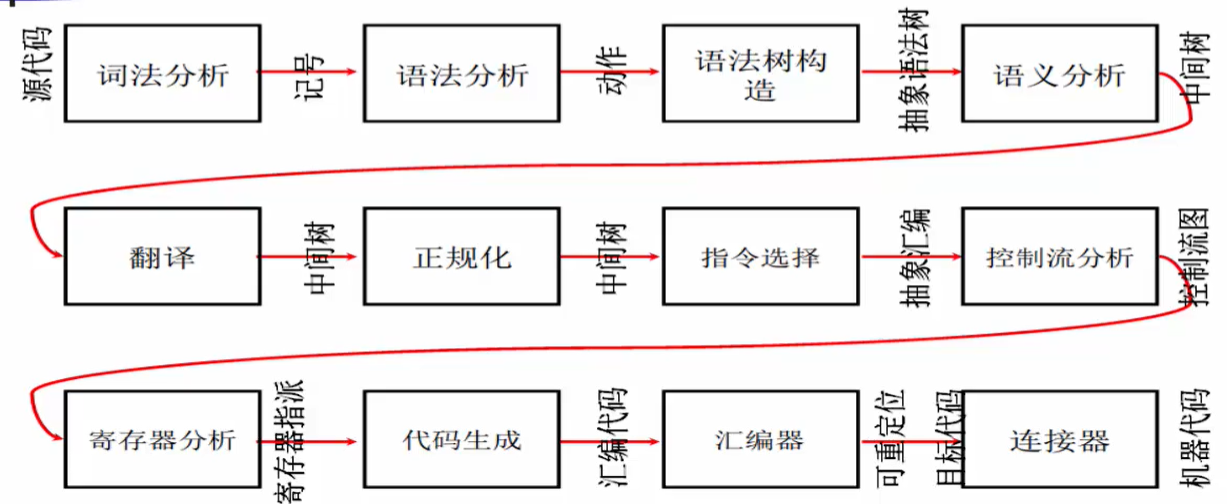 源代码
词法分析
记号
语法分析
动作
语法树构
造
抽象语法树
语义分析
中间树
翻译
中间树
正规化
中间树
指令选择
抽象汇编
控制流分析
控制流图
寄存器分析
寄存器指派
代码生成
汇编代码
汇编器
可重定位
目标代码
连接器
机器代码